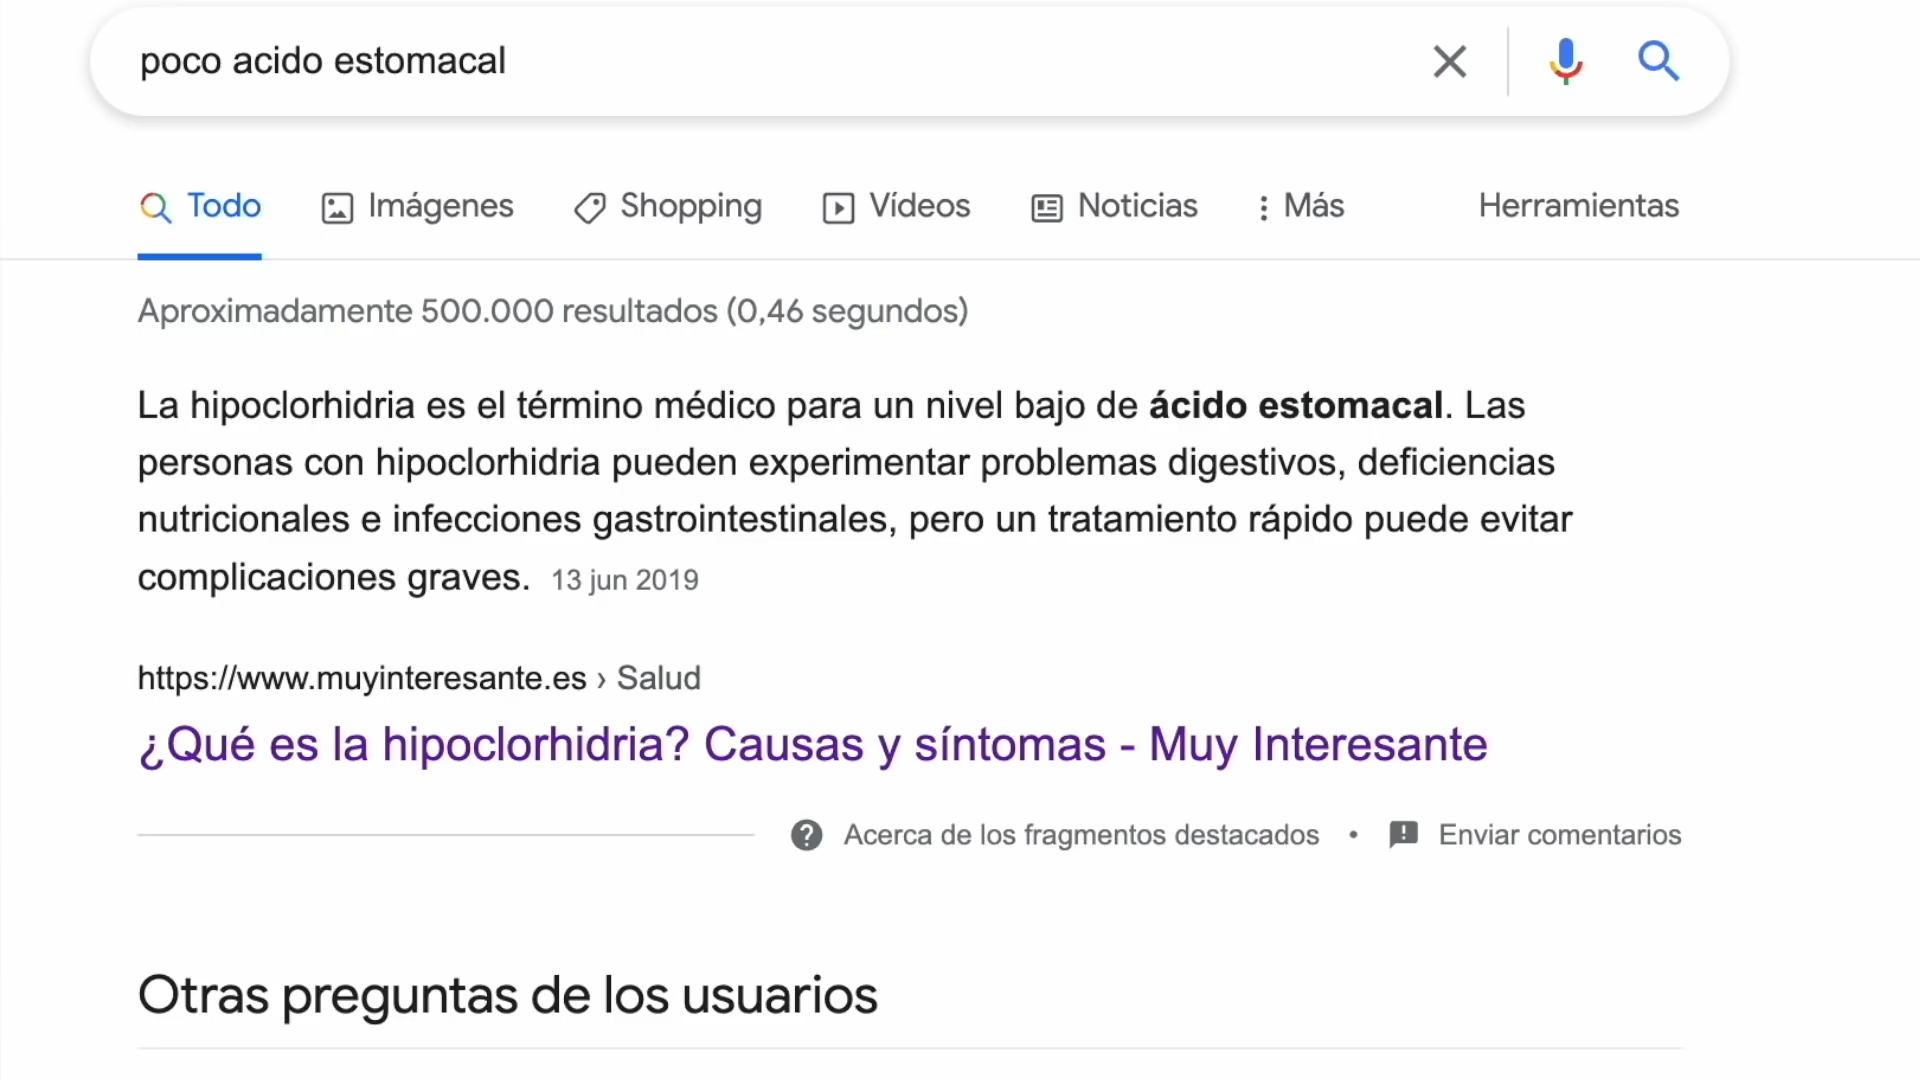 poco acido estomacal
Todo Imágenes Shopping Vídeos Noticias Más Herramientas
Aproximadamente 500.000 resultados (0,46 segundos)
La hipoclorhidria es el término médico para un nivel bajo de ácido estomacal. Las
personas con hipoclorhidria pueden experimentar problemas digestivos, deficiencias
nutricionales e infecciones gastrointestinales, pero un tratamiento rápido puede evitar
complicaciones graves. 13 jun 2019
https://www.muyinteresante.es › Salud
¿Qué es la hipoclorhidria? Causas y síntomas - Muy Interesante
Acerca de los fragmentos destacados • Enviar comentarios
Otras preguntas de los usuarios